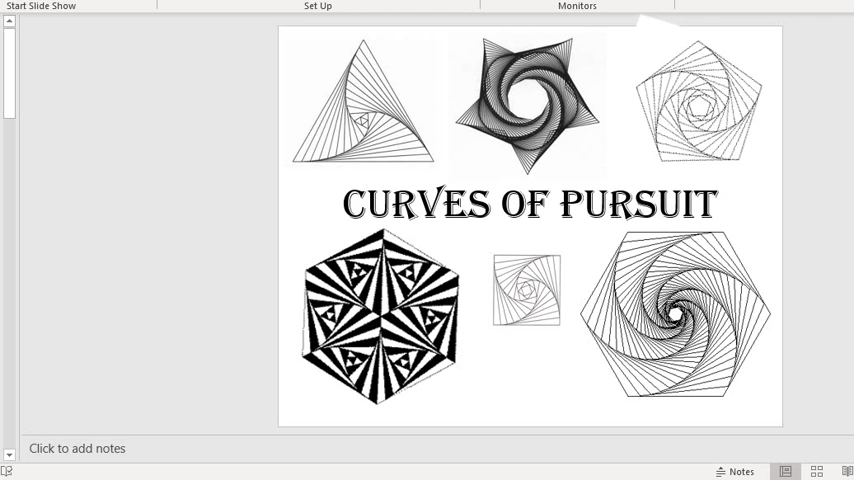 Start Slide Show
Set Up
Monitors
CURVES OF PURSUIT
Click to add notes
Notes